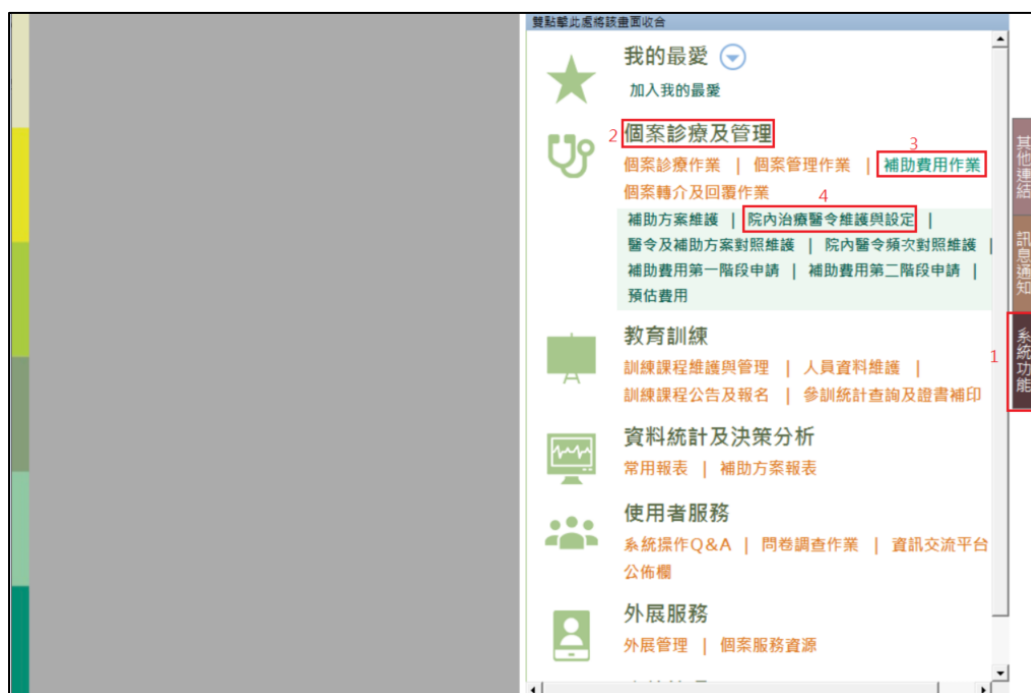 雙點擊此處將該畫面收合
我的最愛
加入我的最愛
2 個案診療及管理
3
個案診療作業 | 個案管理作業 | 補助費用作業
個案轉介及回覆作業
4
補助方案維護 | 院內治療醫令維護與設定 |
醫令及補助方案對照維護 | 院內醫令頻次對照維護 |
補助費用第一階段申請 | 補助費用第二階段申請 |
預估費用
教育訓練
訓練課程維護與管理 | 人員資料維護 |
訓練課程公告及報名 | 參訓統計查詢及證書補印
資料統計及決策分析
常用報表 | 補助方案報表
使用者服務
系統操作Q&A | 問卷調查作業 | 資訊交流平台
公佈欄
外展服務
外展管理 | 個案服務資源
其他連結
訊息通知
1
系統功能